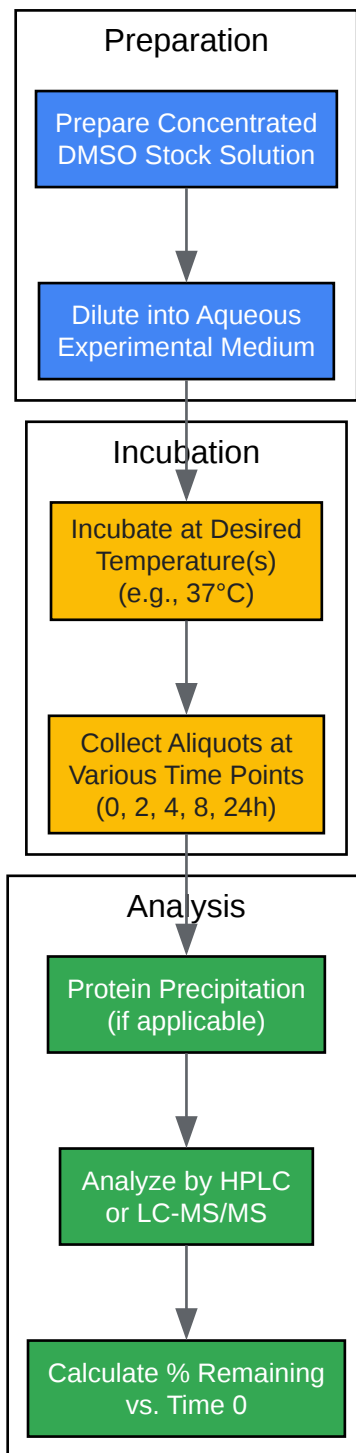 Preparation
Prepare Concentrated
DMSO Stock Solution
Dilute into Aqueous
Experimental Medium
Incubation
Incubate at Desired
Temperature(s)
(e.g., 37°C)
Collect Aliquots at
Various Time Points
(0, 2, 4, 8, 24h)
Analysis
Protein Precipitation
(if applicable)
Analyze by HPLC
or LC-MS/MS
Calculate % Remaining
vs. Time 0